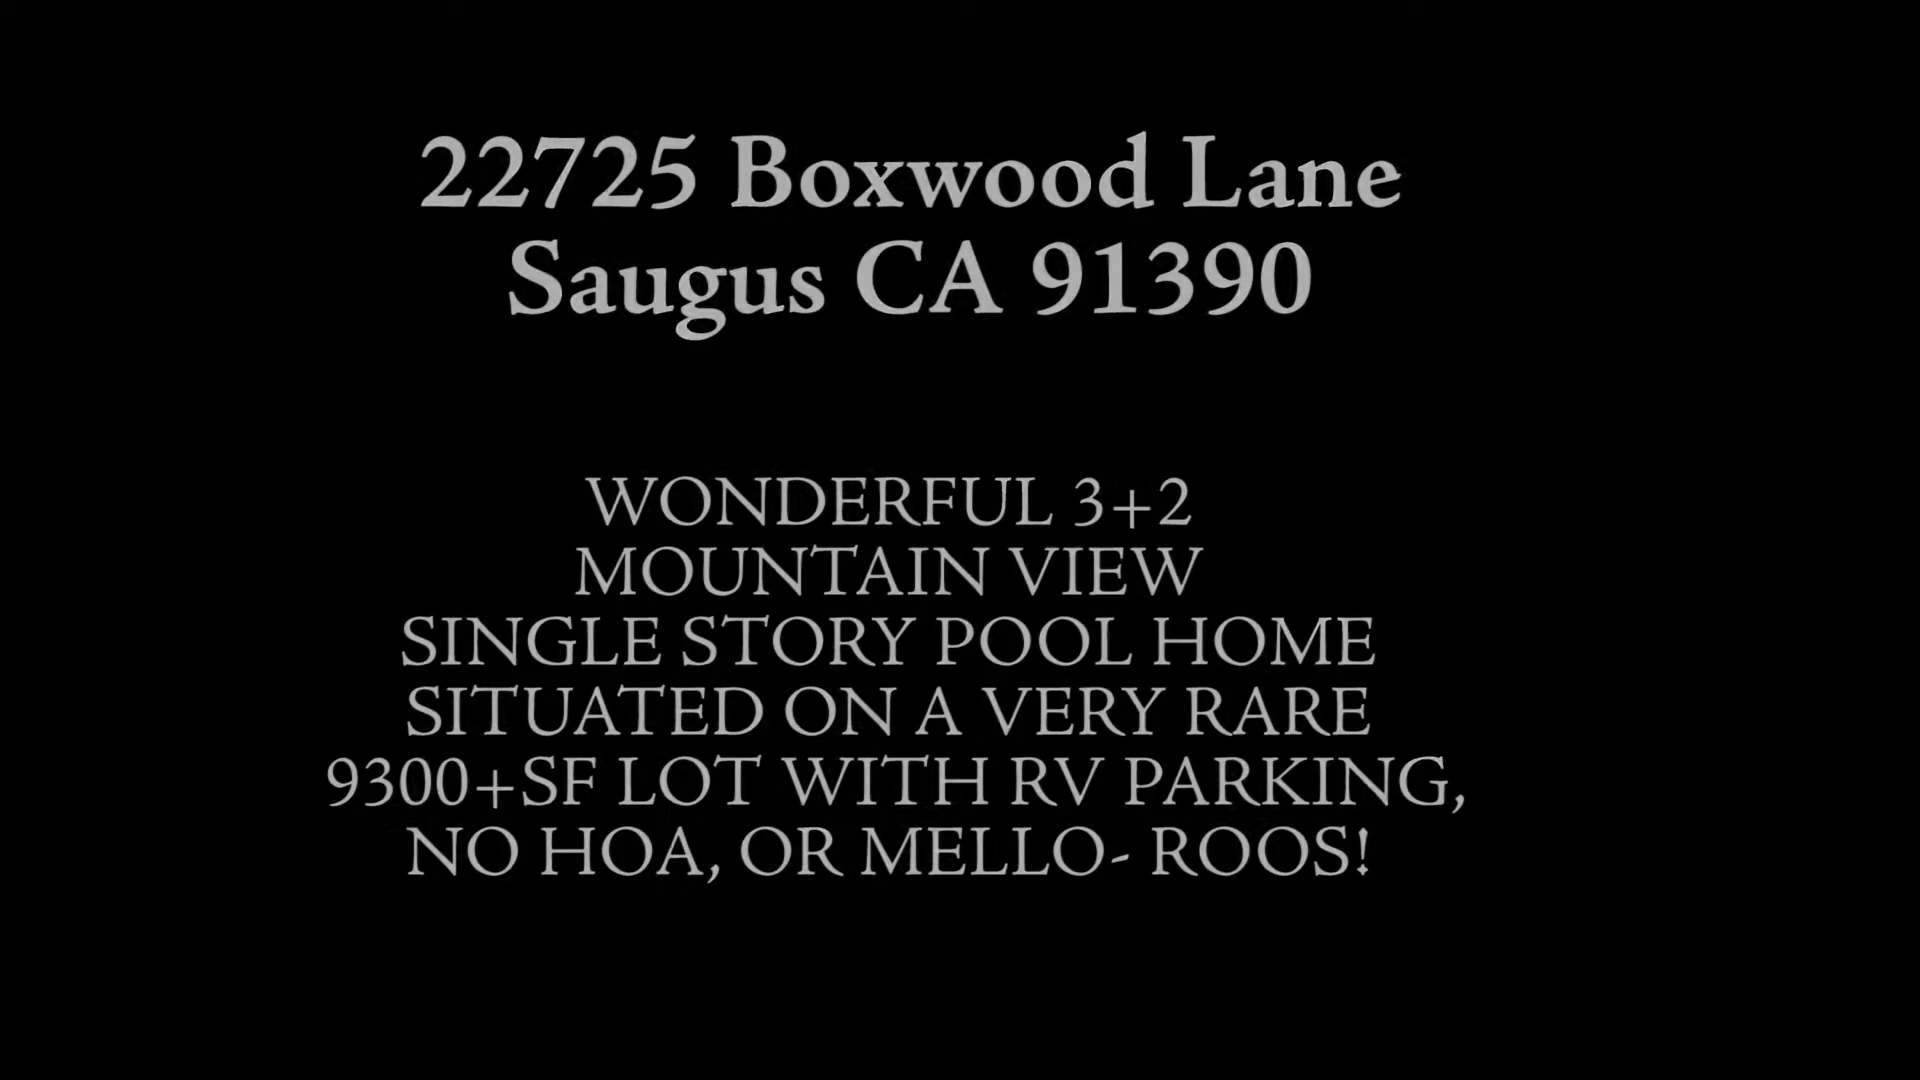 22725 Boxwood Lane
Saugus CA 91390
WONDERFUL 3+2
MOUNTAIN VIEW
SINGLE STORY POOL HOME
SITUATED ON A VERY RARE
9300+SF LOT WITH RV PARKING,
NO HOA, OR MELLO- ROOS!